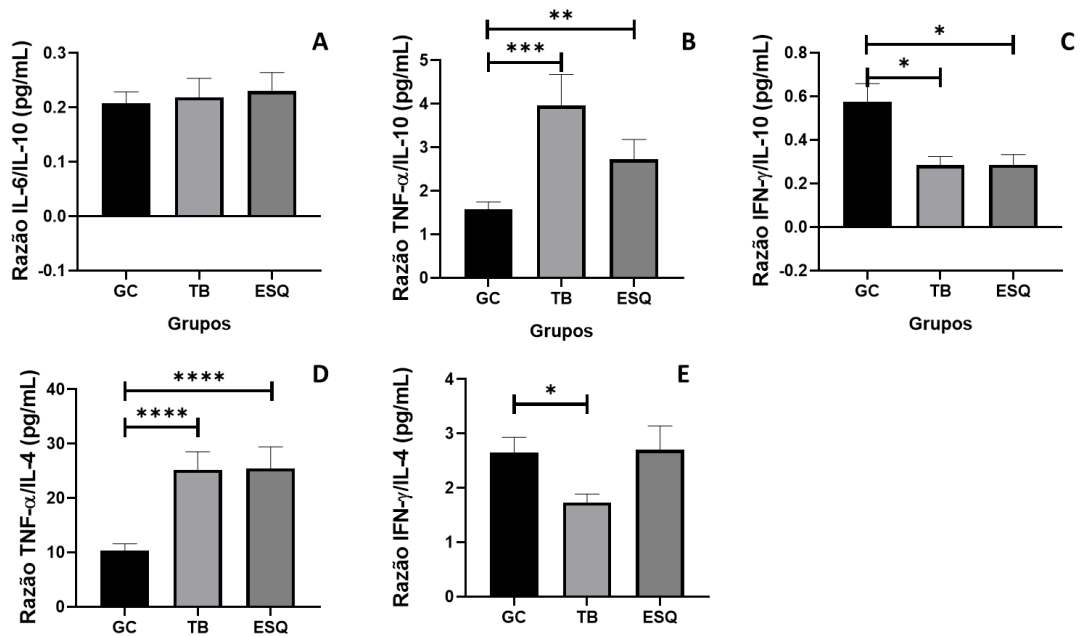 A
Razão IL-6/IL-10 (pg/mL)
0.3
0.2
0.1
0.0
-0.1
GC TB ESQ
Grupos
B
Razão TNF-α/IL-10 (pg/mL)
**
***
5
4
3
2
1
0
GC TB ESQ
Grupos
C
Razão IFN-γ/IL-10 (pg/mL)
*
*
0.8
0.6
0.4
0.2
0.0
-0.2
GC TB ESQ
Grupos
D
Razão TNF-α/IL-4 (pg/mL)
****
****
40
30
20
10
0
GC TB ESQ
E
Razão IFN-γ/IL-4 (pg/mL)
*
4
3
2
1
0
GC TB ESQ